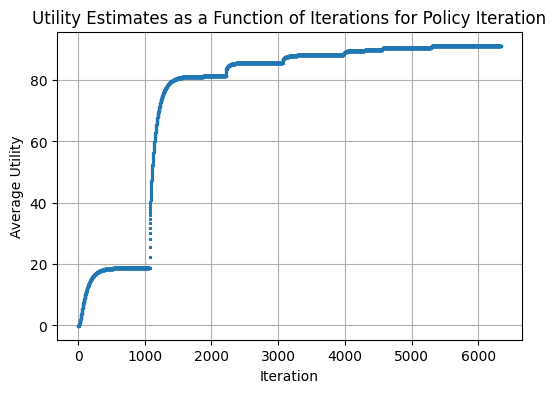 Utility Estimates as a Function of Iterations for Policy Iteration
Average Utility
80
60
40
20
0
0 1000 2000 3000 4000 5000 6000
Iteration